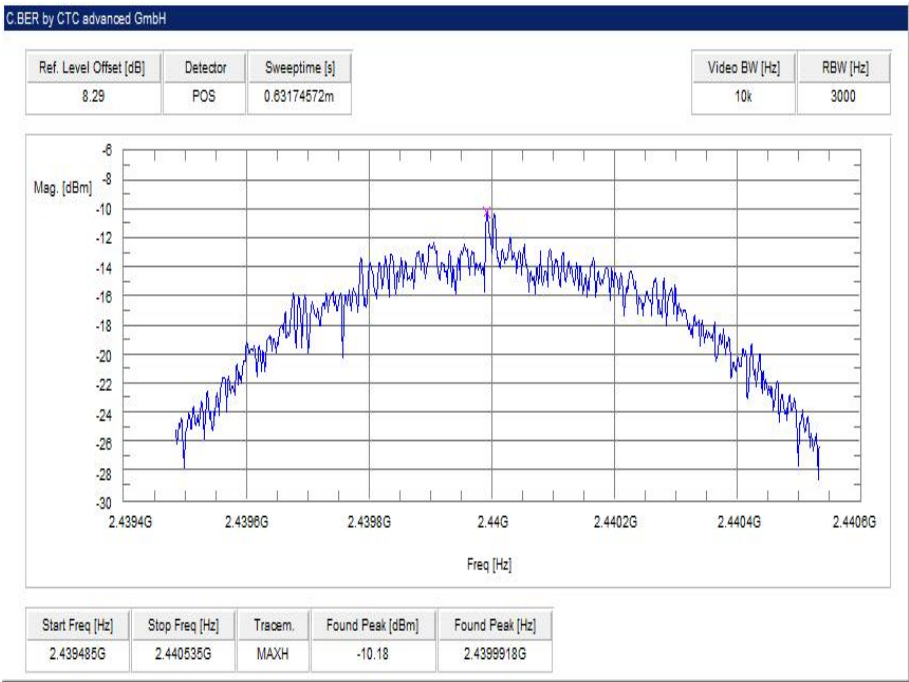 C.BER by CTC advanced GmbH
Ref. Level Offset [dB] Detector Sweeptime [s] Video BW [Hz] RBW [Hz]
8.29 POS 0.63174572m 10k 3000
-6
Mag. [dBm]
-8
-10
-12
-14
-16
-18
-20
-22
-24
-26
-28
-30
2.4394G 2.4396G 2.4398G 2.44G 2.4402G 2.4404G 2.4406G
Freq [Hz]
Start Freq [Hz] Stop Freq [Hz] Tracem. Found Peak [dBm] Found Peak [Hz]
2.439485G 2.440535G MAXH -10.18 2.4399918G